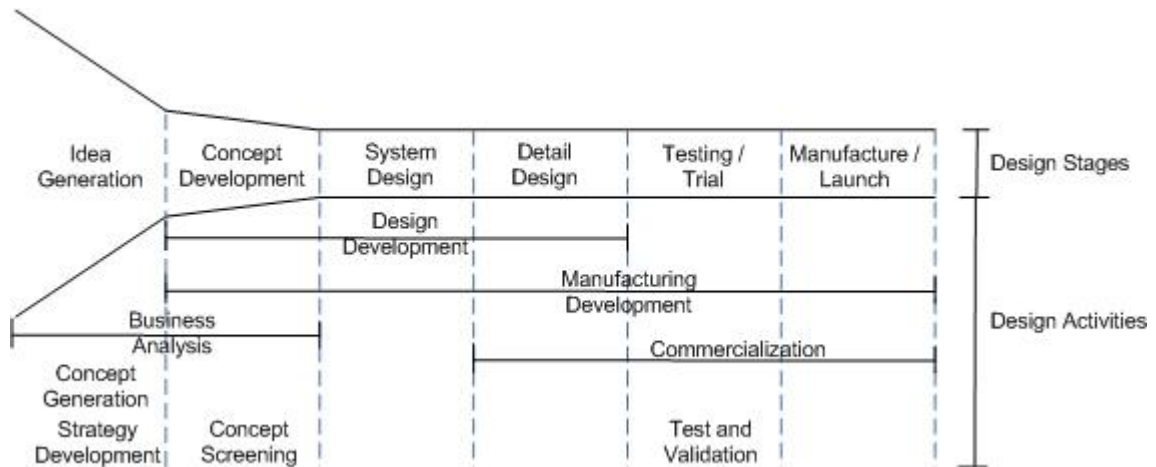 Idea
Generation
Concept
Development
System
Design
Detail
Design
Testing /
Trial
Manufacture /
Launch
Design Stages
Design
Development
Manufacturing
Development
Design Activities
Business
Analysis
Commercialization
Concept
Generation
Strategy
Development
Concept
Screening
Test and
Validation